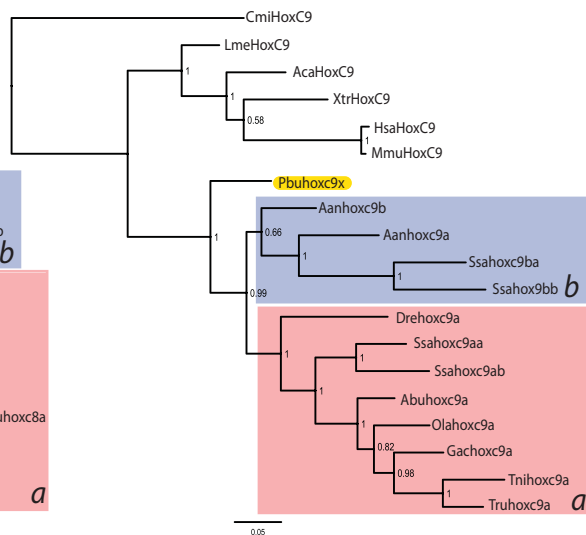 CmiHoxC9
LmeHoxC9
1
AcaHoxC9
1
XtrHoxC9
0.58
HsaHoxC9
1
MmuHoxC9
Pbuhoxc9x
1
Aanhoxc9b
0.66
Aanhoxc9a
1
Ssahoxc9ba
1
Ssahox9bb
b
b
0.99
Drehoxc9a
1
Ssahoxc9aa
1
Ssahoxc9ab
1
Abuhoxc9a
1
uhoxc8a
Olahoxc9a
0.82
Gachoxc9a
0.98
Tnihoxc9a
1
Truhoxc9a
a
a
0.05